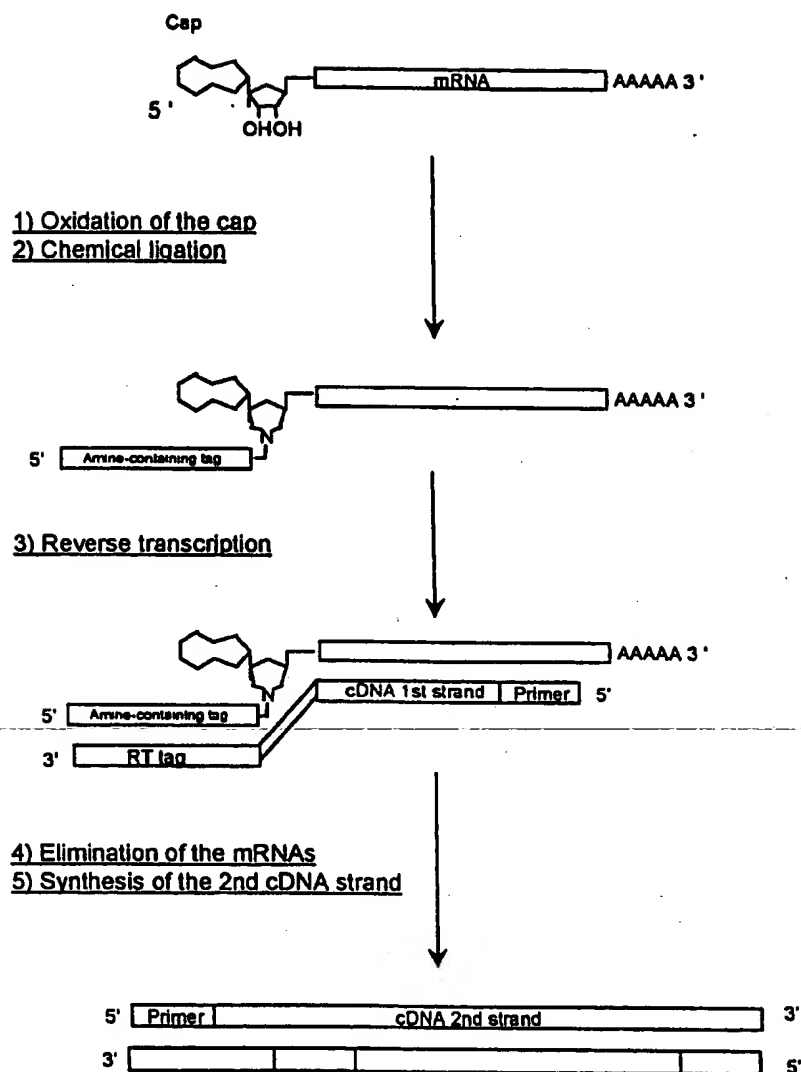 Cap
mRNA AAAAA 3'
5'
OHOH
1) Oxidation of the cap
2) Chemical ligation
AAAAA 3'
N
5' Amine-containing tag
3) Reverse transcription
AAAAA 3'
cDNA 1st strand Primer 5'
N
5' Amine-containing tag
3' RT tag
4) Elimination of the mRNAs
5) Synthesis of the 2nd cDNA strand
5' Primer cDNA 2nd strand 3'
3' 5'